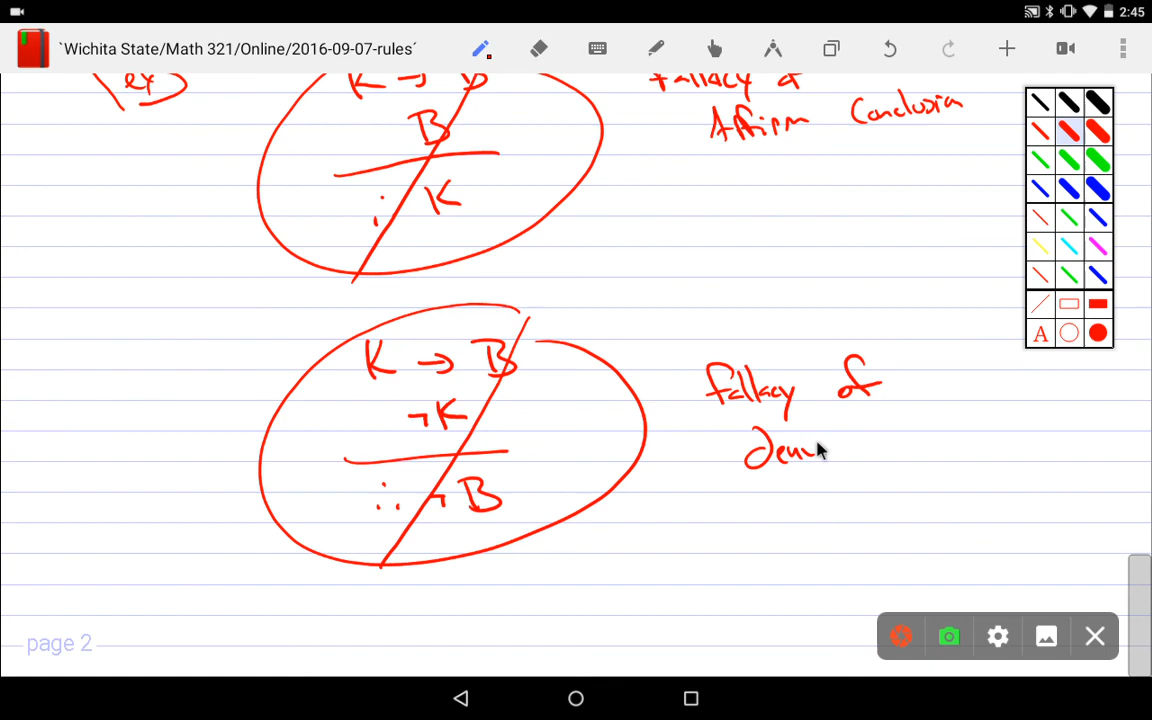 2:45
`Wichita State/Math 321/Online/2016-09-07-rules´
(ex)
K → B
Fallacy of
B
Affirm Conclusion
∴ K
K → B
fallacy of
¬K
∴ ¬B
page 2
A